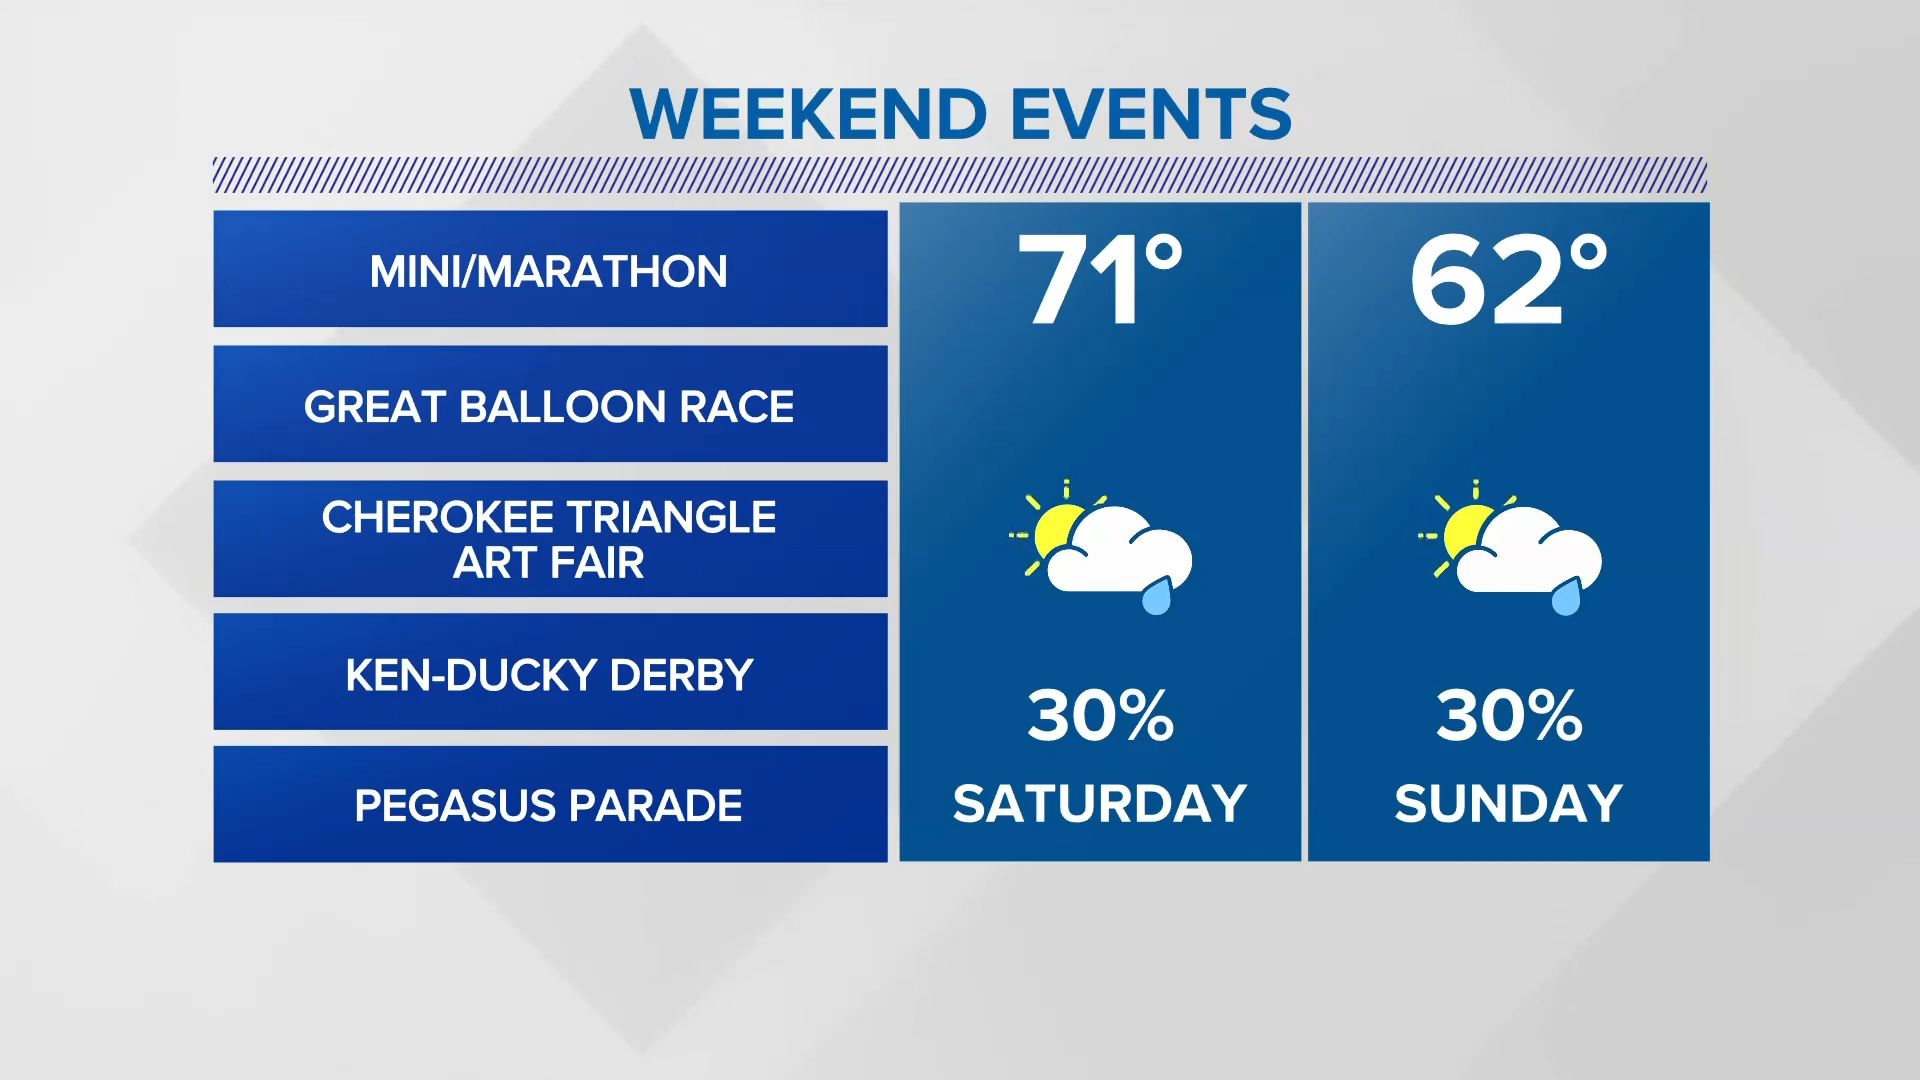 WEEKEND EVENTS
MINI/MARATHON
GREAT BALLOON RACE
CHEROKEE TRIANGLE
ART FAIR
KEN-DUCKY DERBY
PEGASUS PARADE
71°
30%
SATURDAY
62°
30%
SUNDAY